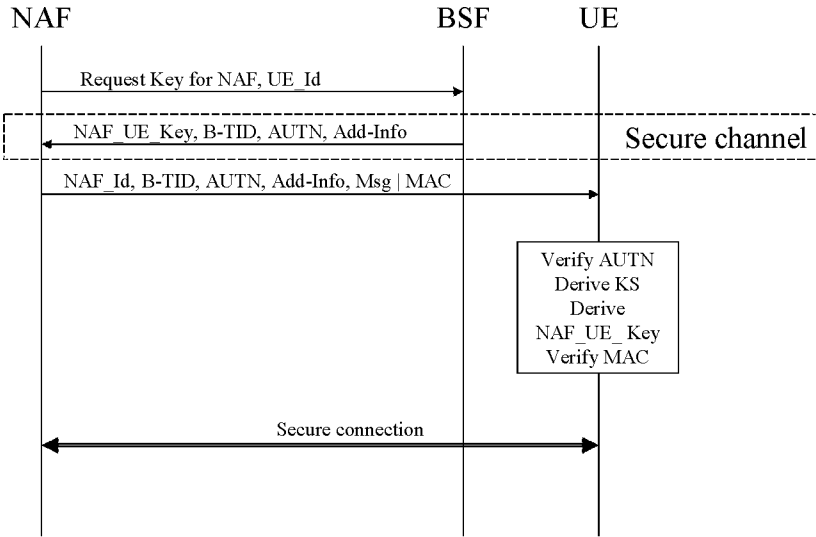 NAF BSF UE
Request Key for NAF, UE_Id
NAF_UE_Key, B-TID, AUTN, Add-Info
Secure channel
NAF_Id, B-TID, AUTN, Add-Info, Msg | MAC
Verify AUTN
Derive KS
Derive
NAF_UE_ Key
Verify MAC
Secure connection